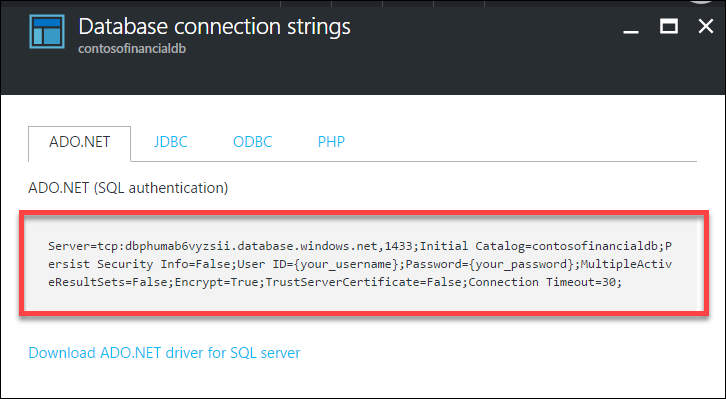 Database connection strings
contosofinancialdb
ADO.NET JDBC ODBC PHP
ADO.NET (SQL authentication)
Server=tcp:dbphumab6vyzsii.database.windows.net,1433;Initial Catalog=contosofinancialdb;P
ersist Security Info=False;User ID={your_username};Password={your_password};MultipleActiv
eResultSets=False;Encrypt=True;TrustServerCertificate=False;Connection Timeout=30;
Download ADO.NET driver for SQL server